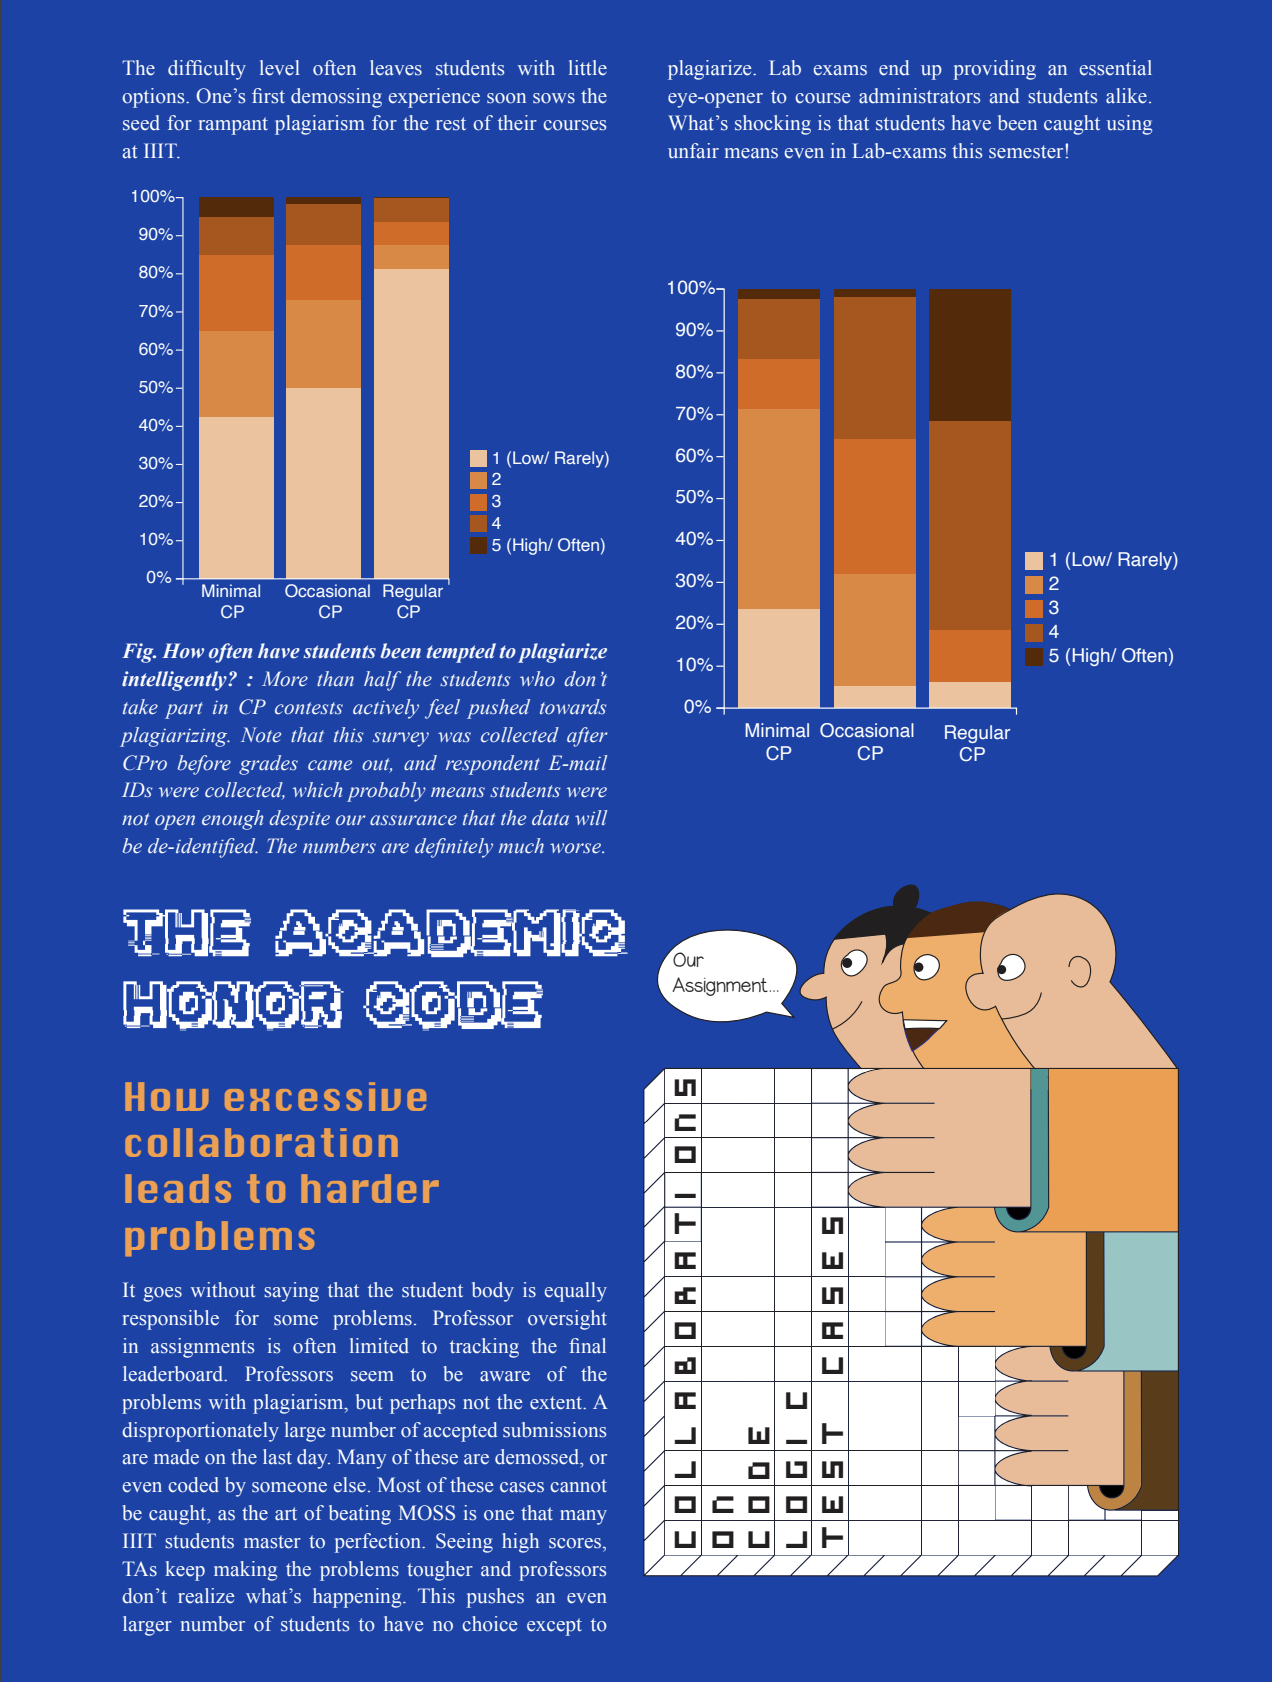 The difficulty level often leaves students with little
options. One’s first demossing experience soon sows the
seed for rampant plagiarism for the rest of their courses
at IIIT.
100%
90%
80%
70%
60%
50%
40%
30%
20%
10%
0%
Minimal CP
Occasional CP
Regular CP
1 (Low/ Rarely)
2
3
4
5 (High/ Often)
Fig. How often have students been tempted to plagiarize
intelligently? : More than half the students who don’t
take part in CP contests actively feel pushed towards
plagiarizing. Note that this survey was collected after
CPro before grades came out, and respondent E-mail
IDs were collected, which probably means students were
not open enough despite our assurance that the data will
be de-identified. The numbers are definitely much worse.
THE ACADEMIC
HONOR CODE
How excessive
collaboration
leads to harder
problems
It goes without saying that the student body is equally
responsible for some problems. Professor oversight
in assignments is often limited to tracking the final
leaderboard. Professors seem to be aware of the
problems with plagiarism, but perhaps not the extent. A
disproportionately large number of accepted submissions
are made on the last day. Many of these are demossed, or
even coded by someone else. Most of these cases cannot
be caught, as the art of beating MOSS is one that many
IIIT students master to perfection. Seeing high scores,
TAs keep making the problems tougher and professors
don’t realize what’s happening. This pushes an even
larger number of students to have no choice except to
plagiarize. Lab exams end up providing an essential
eye-opener to course administrators and students alike.
What’s shocking is that students have been caught using
unfair means even in Lab-exams this semester!
100%
90%
80%
70%
60%
50%
40%
30%
20%
10%
0%
Minimal CP
Occasional CP
Regular CP
1 (Low/ Rarely)
2
3
4
5 (High/ Often)
Our
Assignment...
COLLABORATIONS
ON
CODE
LOGIC
TEST CASES